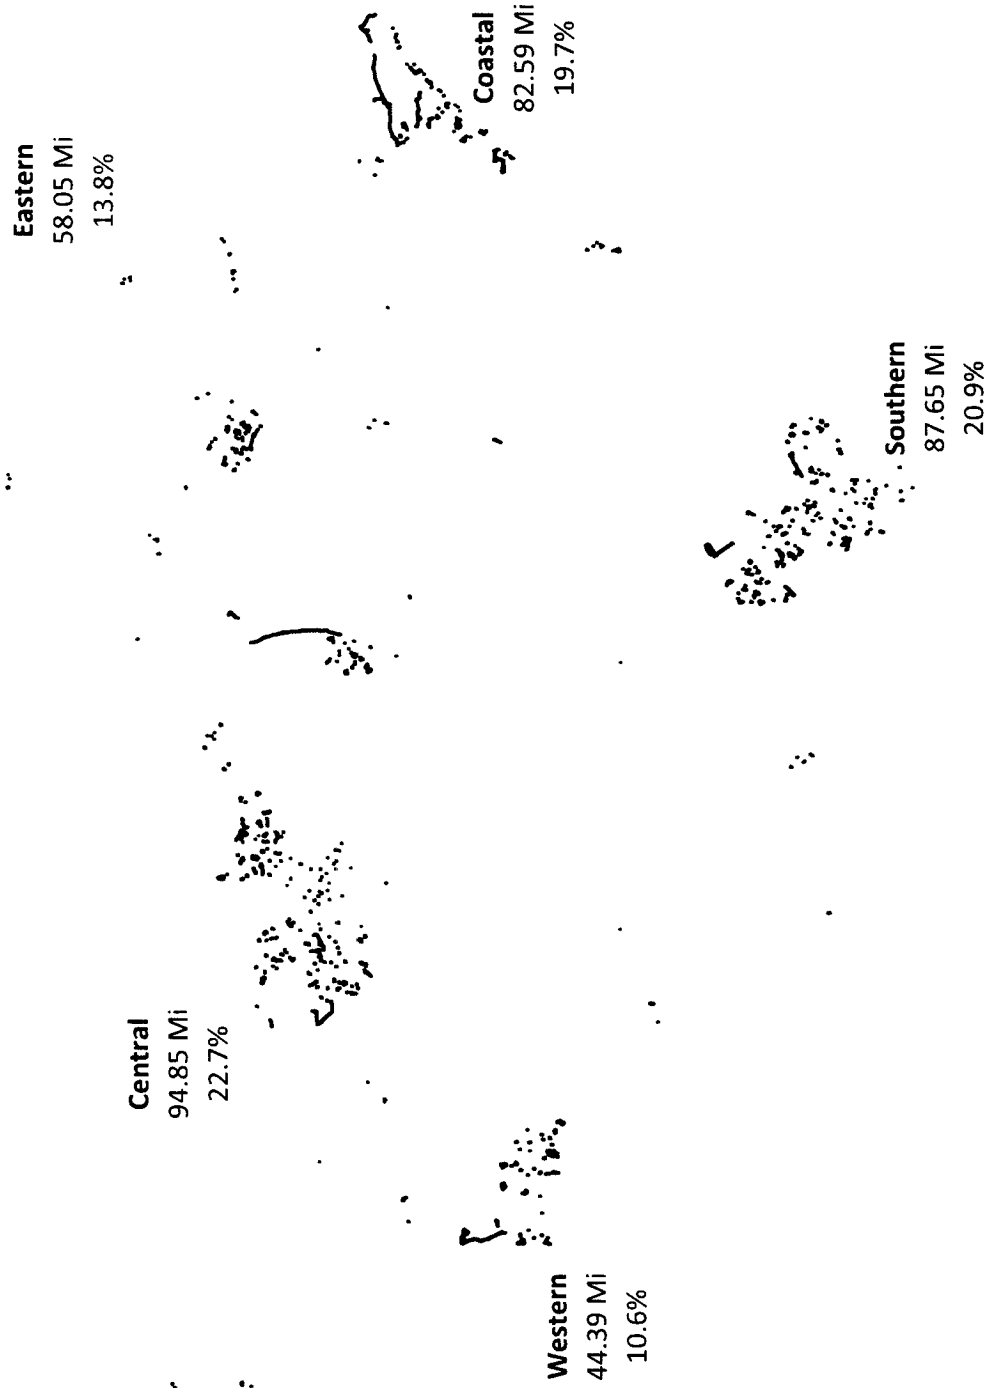 Eastern
58.05 Mi
13.8%
Coastal
82.59 Mi
19.7%
Central
94.85 Mi
22.7%
Southern
87.65 Mi
20.9%
Western
44.39 Mi
10.6%